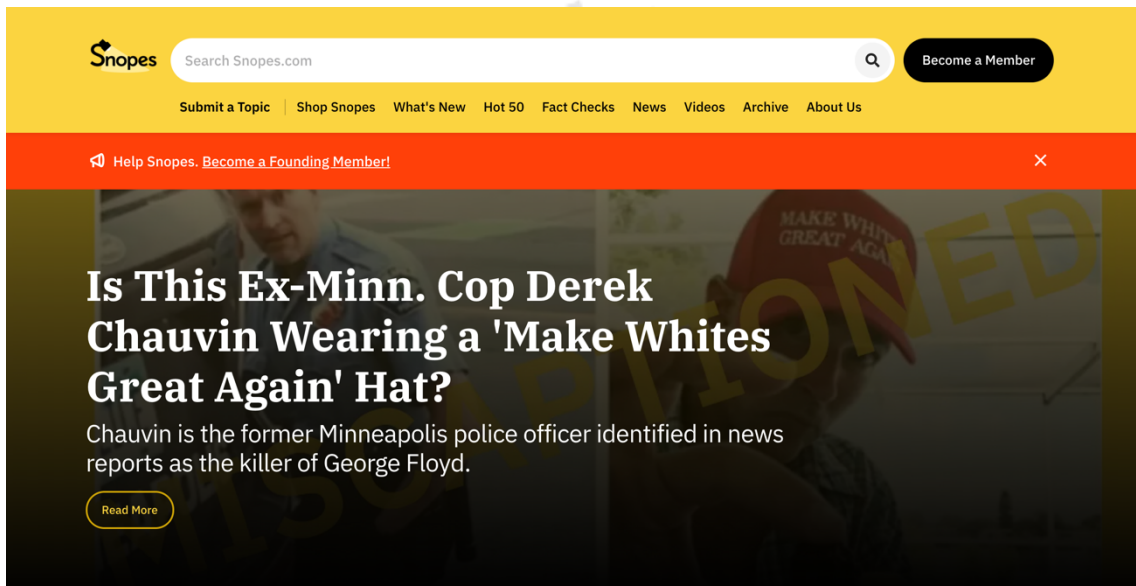 Snopes
Search Snopes.com
Become a Member
Submit a Topic
Shop Snopes
What's New
Hot 50
Fact Checks
News
Videos
Archive
About Us
Help Snopes. Become a Founding Member!
MAKE WHITES
GREAT AGAIN
MISCAPTIONED
Is This Ex-Minn. Cop Derek
Chauvin Wearing a 'Make Whites
Great Again' Hat?
Chauvin is the former Minneapolis police officer identified in news
reports as the killer of George Floyd.
Read More